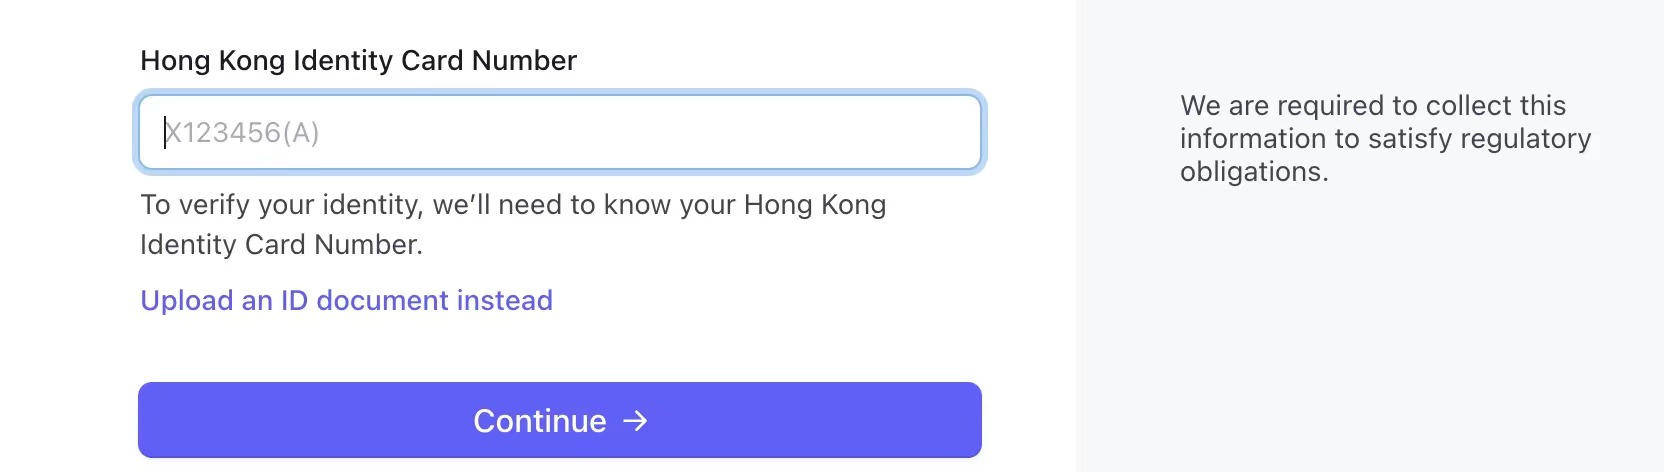 Hong Kong Identity Card Number
X123456(A)
To verify your identity, we’ll need to know your Hong Kong
Identity Card Number.
Upload an ID document instead
Continue →
We are required to collect this
information to satisfy regulatory
obligations.